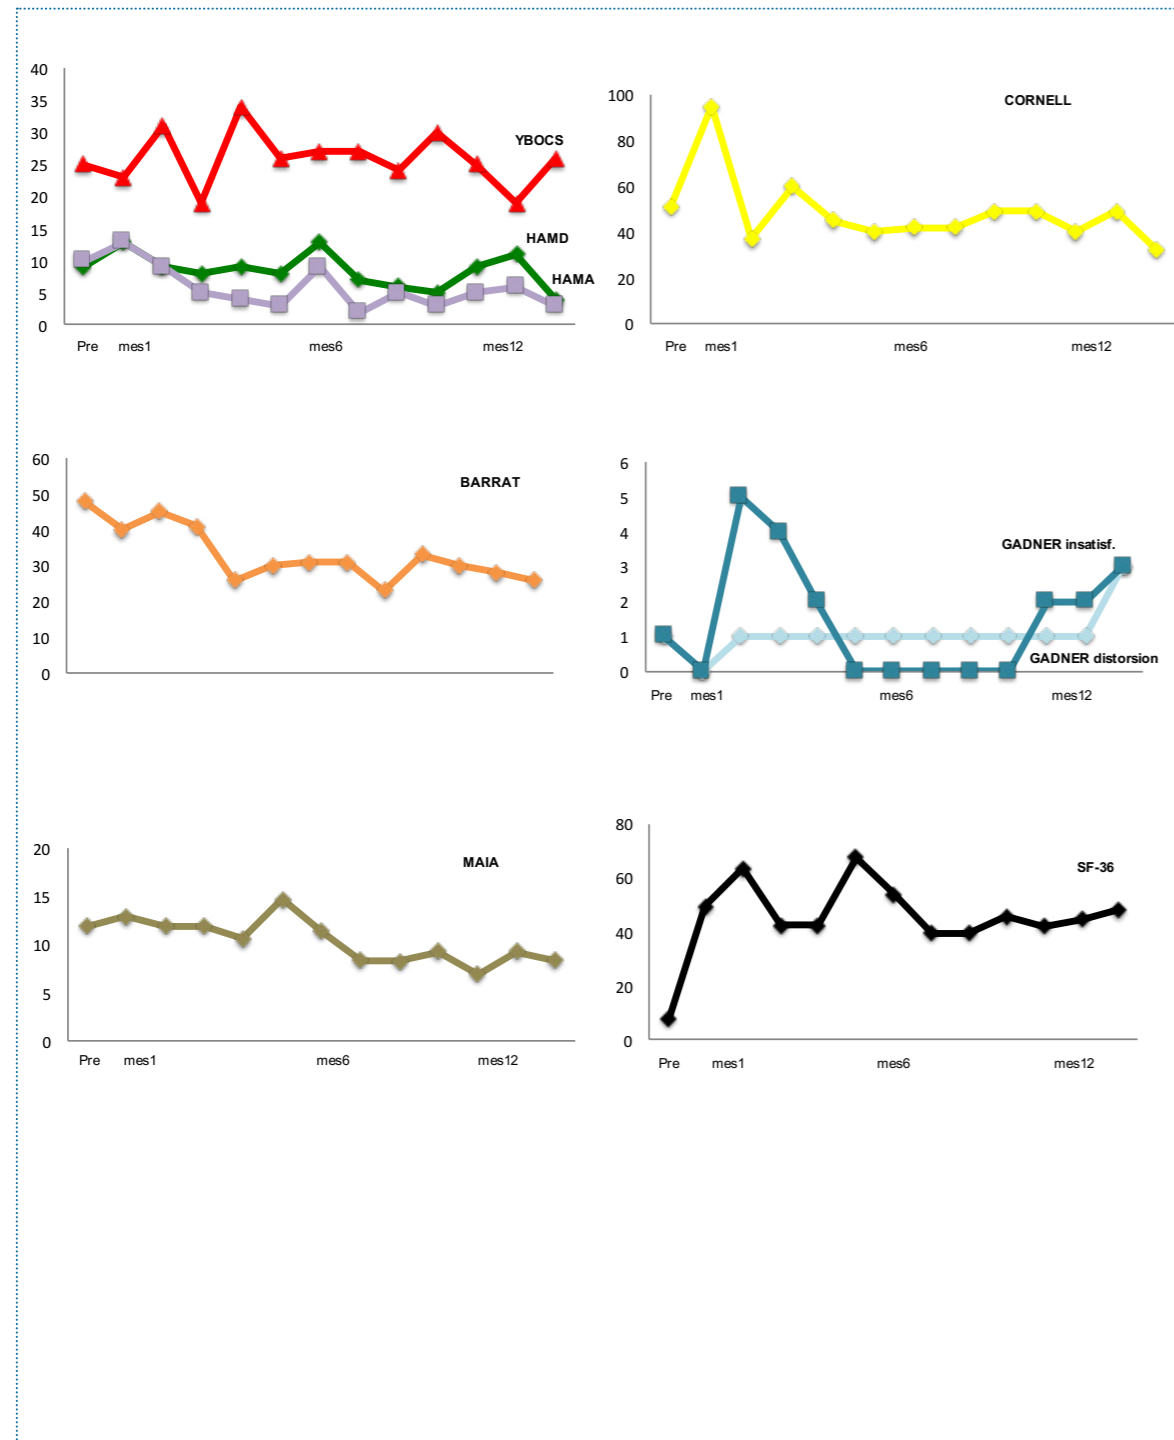 40
35
30
25
20
15
10
5
0
YBOCS
HAMD
HAMA
Pre mes1 mes6 mes12
100
80
60
40
20
0
CORNELL
Pre mes1 mes6 mes12
60
50
40
30
20
10
0
BARRAT
6
5
4
3
2
1
0
GADNER insatisf.
GADNER distorsion
Pre mes1 mes6 mes12
20
15
10
5
0
MAIA
Pre mes1 mes6 mes12
80
60
40
20
0
SF-36
Pre mes1 mes6 mes12